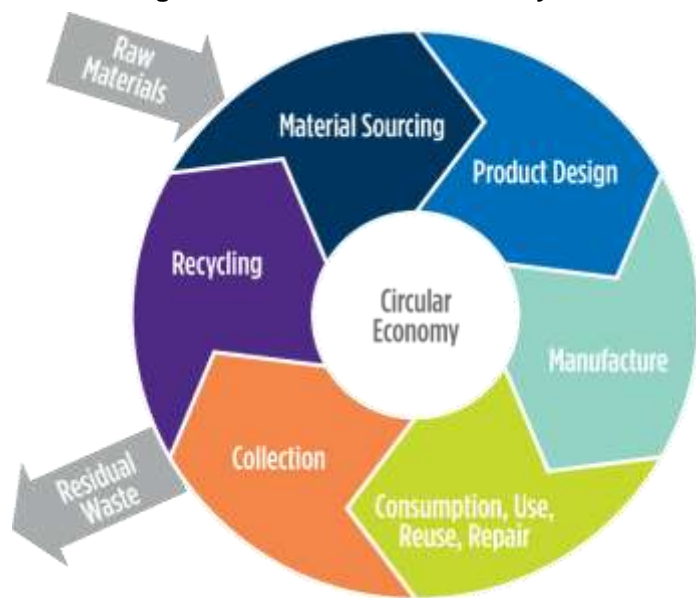 Raw
Materials
Material Sourcing
Product Design
Recycling
Circular
Economy
Manufacture
Collection
Consumption, Use,
Reuse, Repair
Residual
Waste